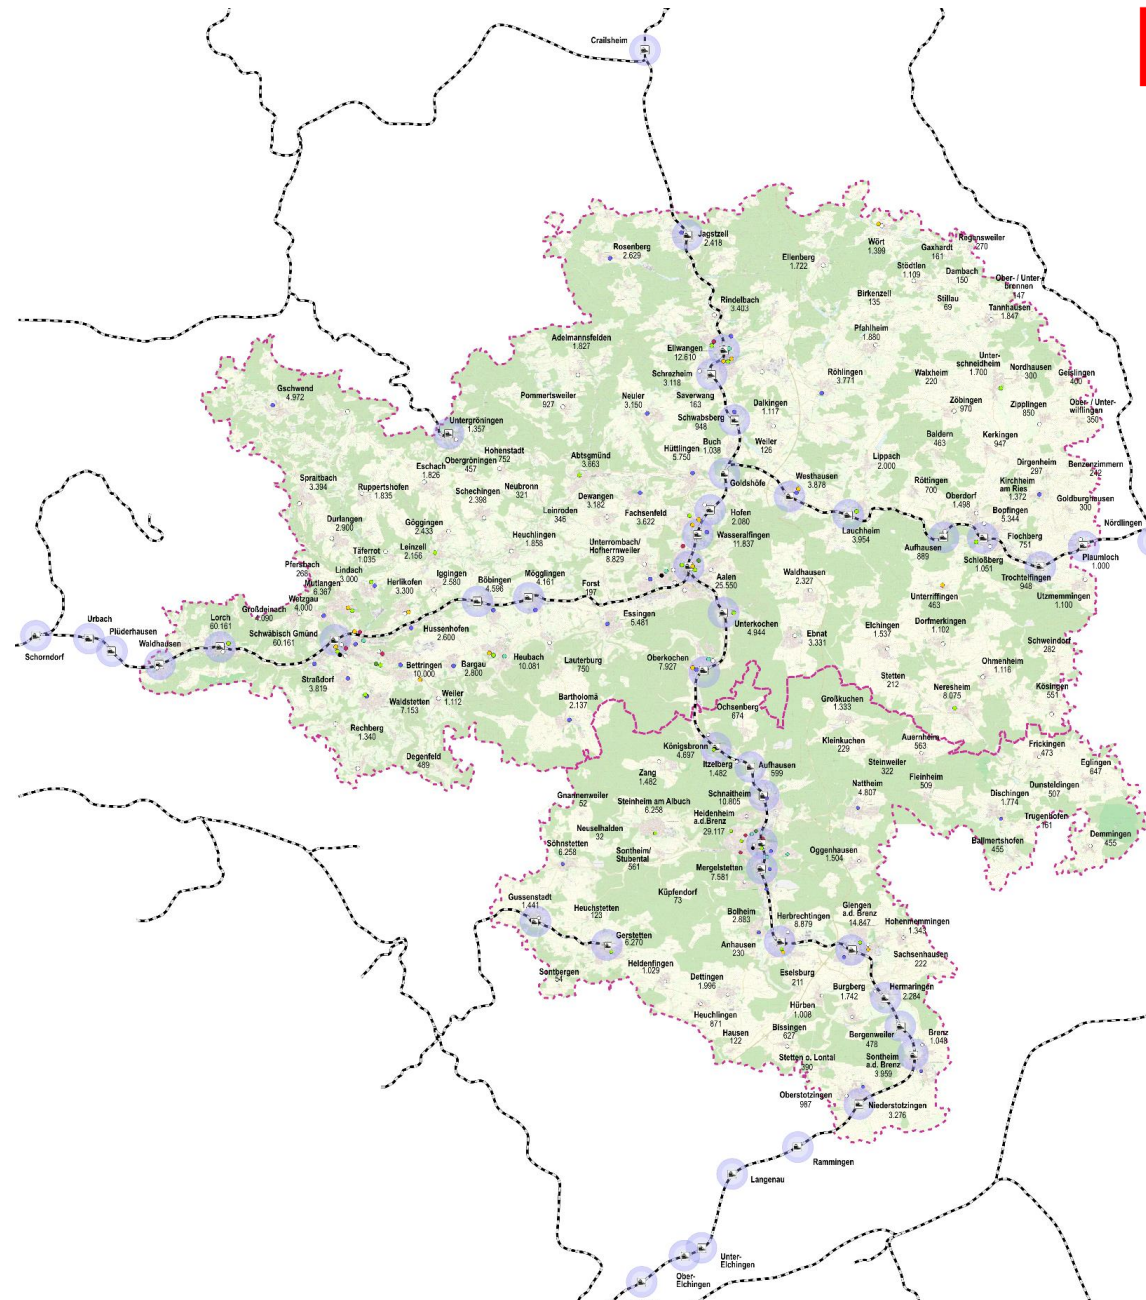 Crailsheim
Jagstzell
2.418
Rosenberg
2.629
Ellenberg
1.722
Wört
1.399
Gaxhardt
161
Regensweiler
270
Stödtlen
1.109
Dambach
150
Ober- / Unter-
bronnen
147
Birkenzell
135
Stillau
69
Tannhausen
1.847
Rindelbach
3.403
Adelmannsfelden
1.827
Ellwangen
12.610
Pfahlheim
1.880
Unter-
schneidheim
1.700
Nordhausen
300
Geislingen
400
Schrezheim
3.118
Röhlingen
3.771
Walxheim
220
Gschwend
4.972
Pommertsweiler
927
Neuler
3.150
Saverwang
163
Dalkingen
1.117
Zöbingen
970
Zipplingen
850
Ober- / Unter-
wilflingen
350
Schwabsberg
948
Untergröningen
1.357
Buch
1.038
Weiler
126
Baldern
463
Kerkingen
947
Hohenstadt
752
Obergröningen
457
Abtsgmünd
3.663
Hüttlingen
5.750
Lippach
2.000
Dirgenheim
297
Benzenzimmern
242
Eschach
1.826
Goldshöfe
Westhausen
3.878
Röttingen
700
Kirchheim
am Ries
1.372
Spraitbach
3.394
Ruppertshofen
1.835
Schechingen
2.398
Neubronn
321
Dewangen
3.182
Oberdorf
1.498
Goldburghausen
300
Leinroden
346
Fachsenfeld
3.622
Hofen
2.080
Bopfingen
5.344
Durlangen
2.900
Göggingen
2.433
Nördlingen
Lauchheim
3.954
Flochberg
751
Wasseralfingen
11.837
Heuchlingen
1.858
Unterrombach/
Hofherrnweiler
8.829
Aufhausen
889
Schloßberg
1.051
Plaumloch
1.000
Täferrot
1.035
Leinzell
2.156
Pfersbach
268
Lindach
3.000
Iggingen
2.580
Böbingen
4.596
Mögglingen
4.161
Forst
197
Aalen
25.550
Waldhausen
2.327
Trochtelfingen
948
Mutlangen
6.367
Herlikofen
3.300
Unterriffingen
463
Utzmemmingen
1.100
Wetzgau
4.000
Großdeinach
4.090
Essingen
5.481
Unterkochen
4.944
Dorfmerkingen
1.102
Lorch
60.161
Urbach
Plüderhausen
Schorndorf
Waldhausen
Schwäbisch Gmünd
60.161
Hussenhofen
2.600
Ebnat
3.331
Elchingen
1.537
Schweindorf
282
Heubach
10.081
Lauterburg
750
Oberkochen
7.927
Ohmenheim
1.116
Bettringen
10.000
Bargau
2.800
Straßdorf
3.819
Stetten
212
Neresheim
8.075
Kösingen
551
Waldstetten
7.153
Weiler
1.112
Bartholomä
2.137
Großkuchen
1.333
Ochsenberg
674
Rechberg
1.340
Degenfeld
489
Königsbronn
4.697
Itzelberg
1.482
Kleinkuchen
229
Auernheim
563
Frickingen
473
Eglingen
647
Zang
1.482
Aufhausen
599
Steinweiler
322
Fleinheim
509
Nattheim
4.807
Dunsteldingen
507
Dischingen
1.774
Gnannenweiler
52
Steinheim am Albuch
6.258
Schnaitheim
10.805
Heidenheim
a.d.Brenz
29.117
Trugenhofen
161
Demmingen
455
Ballmertshofen
455
Neuselhalden
32
Söhnstetten
6.258
Sontheim/
Stubental
561
Oggenhausen
1.504
Mergelstetten
7.581
Küpfendorf
73
Gussenstadt
1.441
Heuchstetten
123
Bolheim
2.883
Herbrechtingen
8.879
Giengen
a.d. Brenz
14.847
Hohenmemmingen
1.343
Gerstetten
6.270
Anhausen
230
Sachsenhausen
222
Heldenfingen
1.029
Sontbergen
54
Dettingen
1.996
Eselsburg
211
Burgberg
1.742
Hermaringen
2.284
Hürben
1.008
Heuchlingen
871
Hausen
122
Bissingen
627
Bergenweiler
478
Brenz
1.048
Stetten o. Lontal
390
Sontheim
a.d. Brenz
3.959
Oberstotzingen
987
Niederstotzingen
3.276
Rammingen
Langenau
Unter-
Elchingen
Ober-
Elchingen